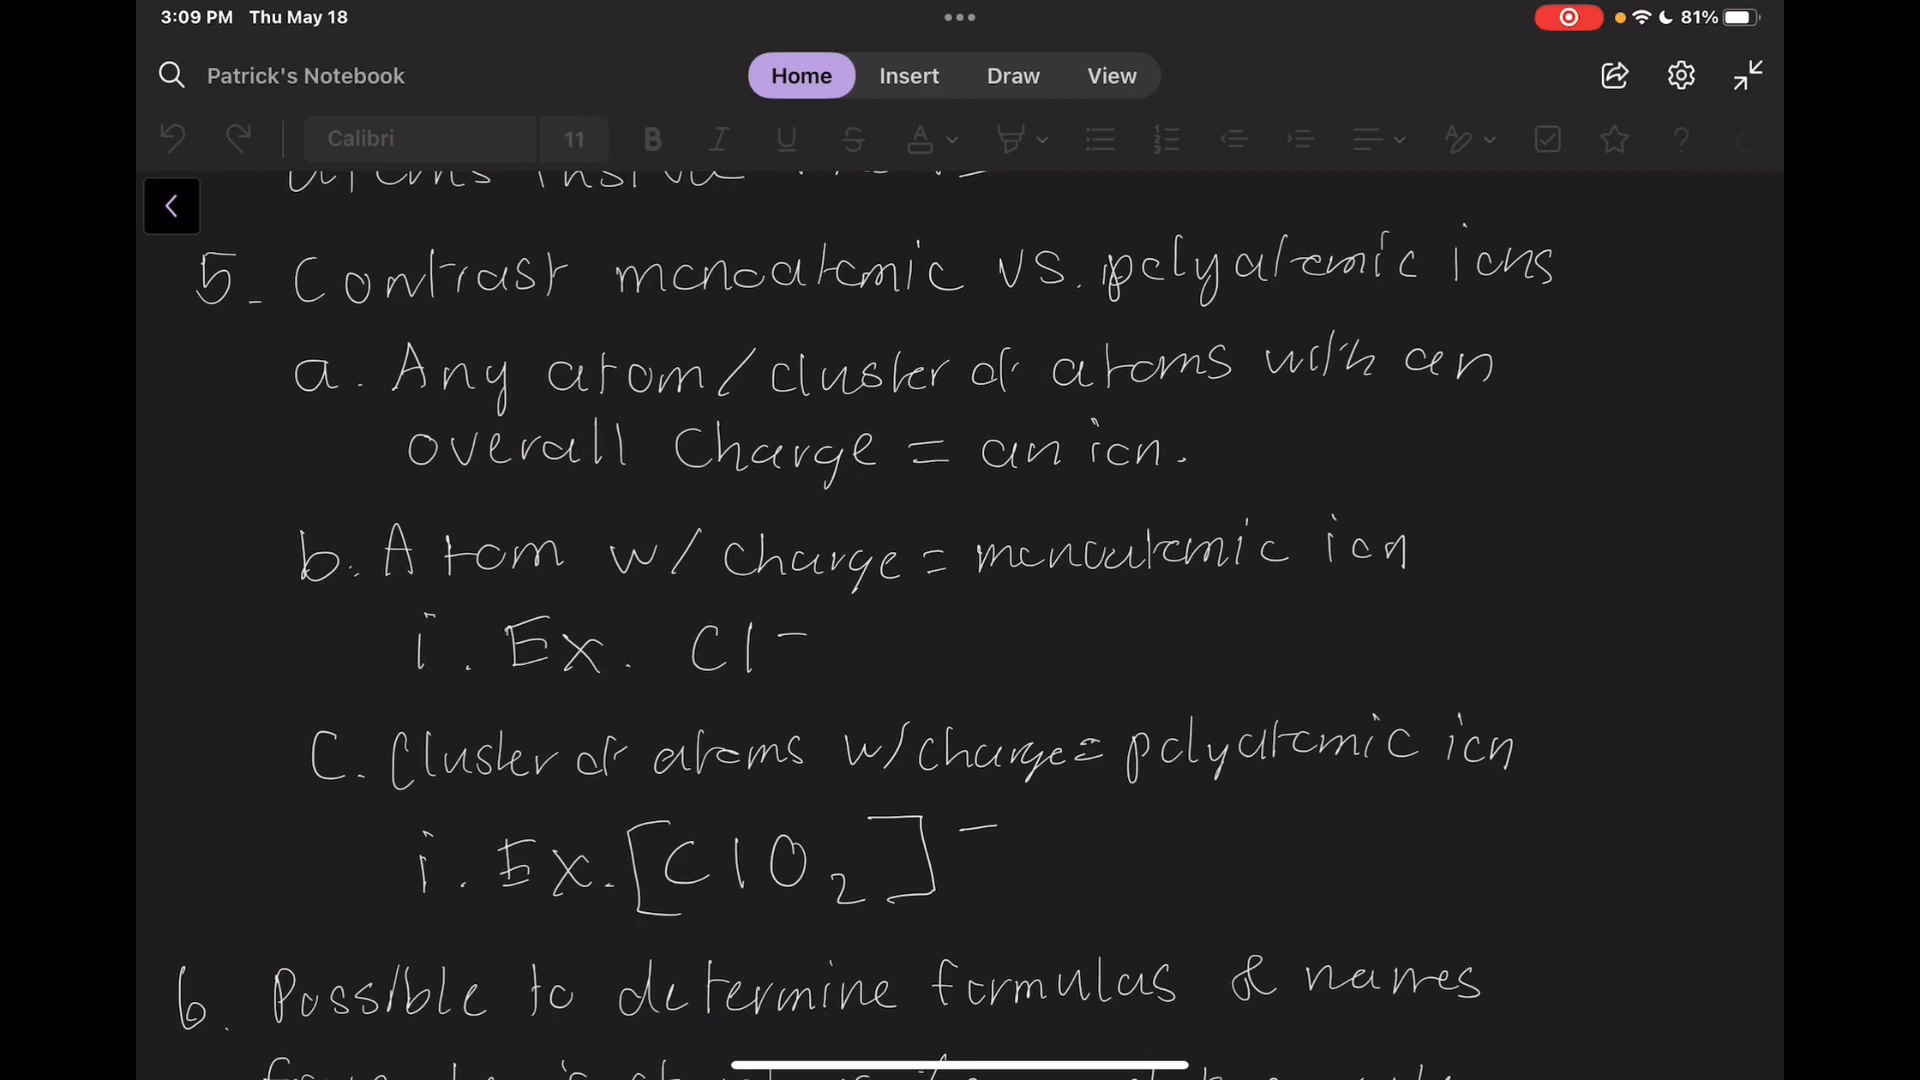 3:09 PM Thu May 18
81%
Patrick's Notebook
Home Insert Draw View
Calibri 11
5. Contrast monoatomic vs. polyatomic ions
a. Any atom/cluster of atoms with an
overall charge = an ion.
b. Atom w/ charge = monoatomic ion
i. Ex. Cl⁻
C. Cluster of atoms w/ charge = polyatomic ion
i. Ex. [ClO₂]⁻
6. Possible to determine formulas & names